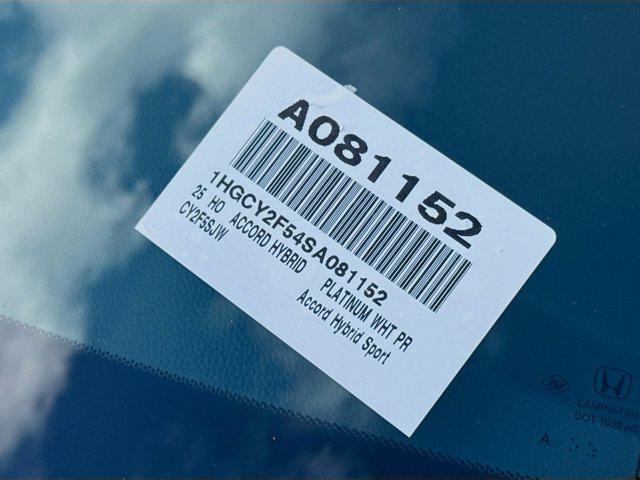 A081152
1HGCY2F54SA081152
25 HO ACCORD HYBRID PLATINUM WHT PR
CY2F5SJW Accord Hybrid Sport
LAMINATED
A